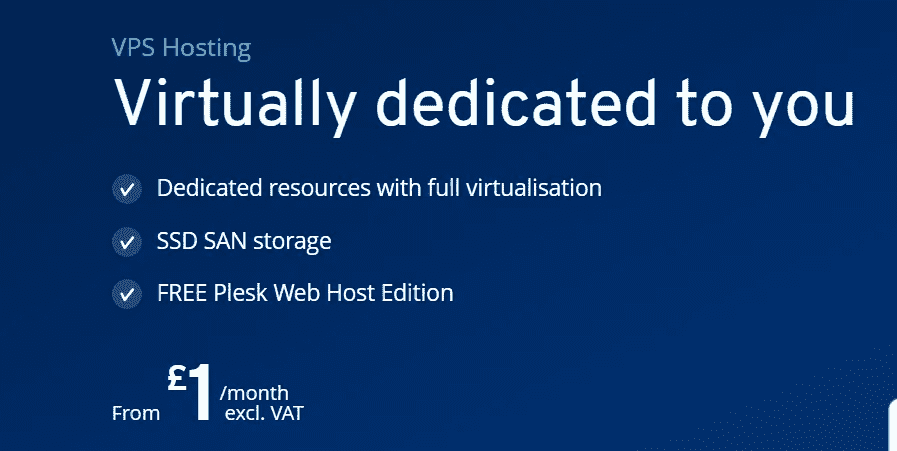 VPS Hosting
Virtually dedicated to you
Dedicated resources with full virtualisation
SSD SAN storage
FREE Plesk Web Host Edition
From £1 /month
excl. VAT